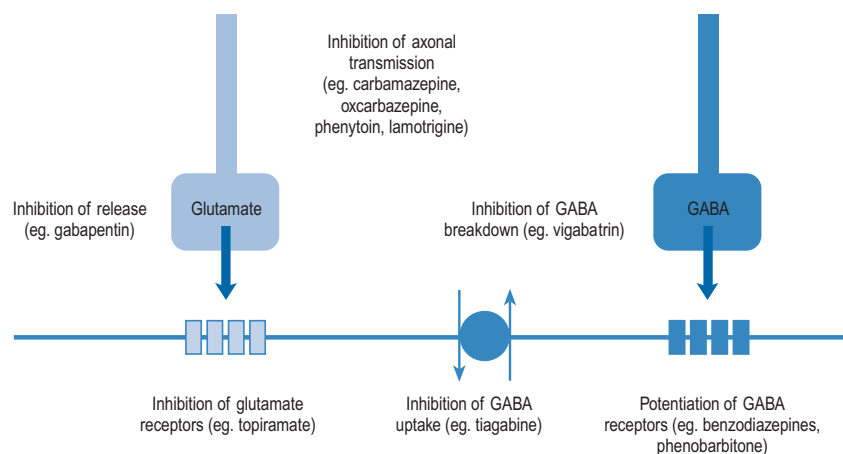 Inhibition of axonal
transmission
(eg. carbamazepine,
oxcarbazepine,
phenytoin, lamotrigine)
Inhibition of release
(eg. gabapentin)
Glutamate
Inhibition of GABA
breakdown (eg. vigabatrin)
GABA
Inhibition of glutamate
receptors (eg. topiramate)
Inhibition of GABA
uptake (eg. tiagabine)
Potentiation of GABA
receptors (eg. benzodiazepines,
phenobarbitone)